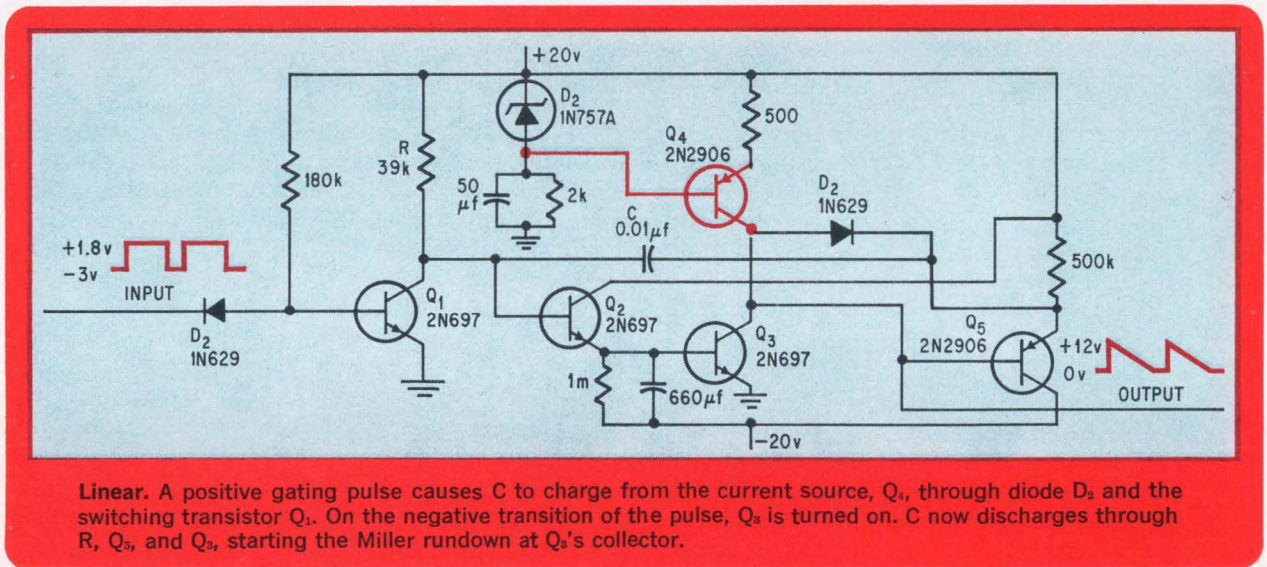 +20v
D₂
1N757A
500
Q₄
2N2906
R
39k
180k
50
μf
2k
D₂
1N629
C
0.01μf
+1.8v
-3v
INPUT
500k
Q₁
2N697
Q₂
2N697
Q₃
2N697
Q₅
2N2906
+12v
0v
OUTPUT
D₂
1N629
1m
660μf
-20v
Linear. A positive gating pulse causes C to charge from the current source, Q₄, through diode D₂ and the
switching transistor Q₁. On the negative transition of the pulse, Q₃ is turned on. C now discharges through
R, Q₅, and Q₃, starting the Miller rundown at Q₃'s collector.